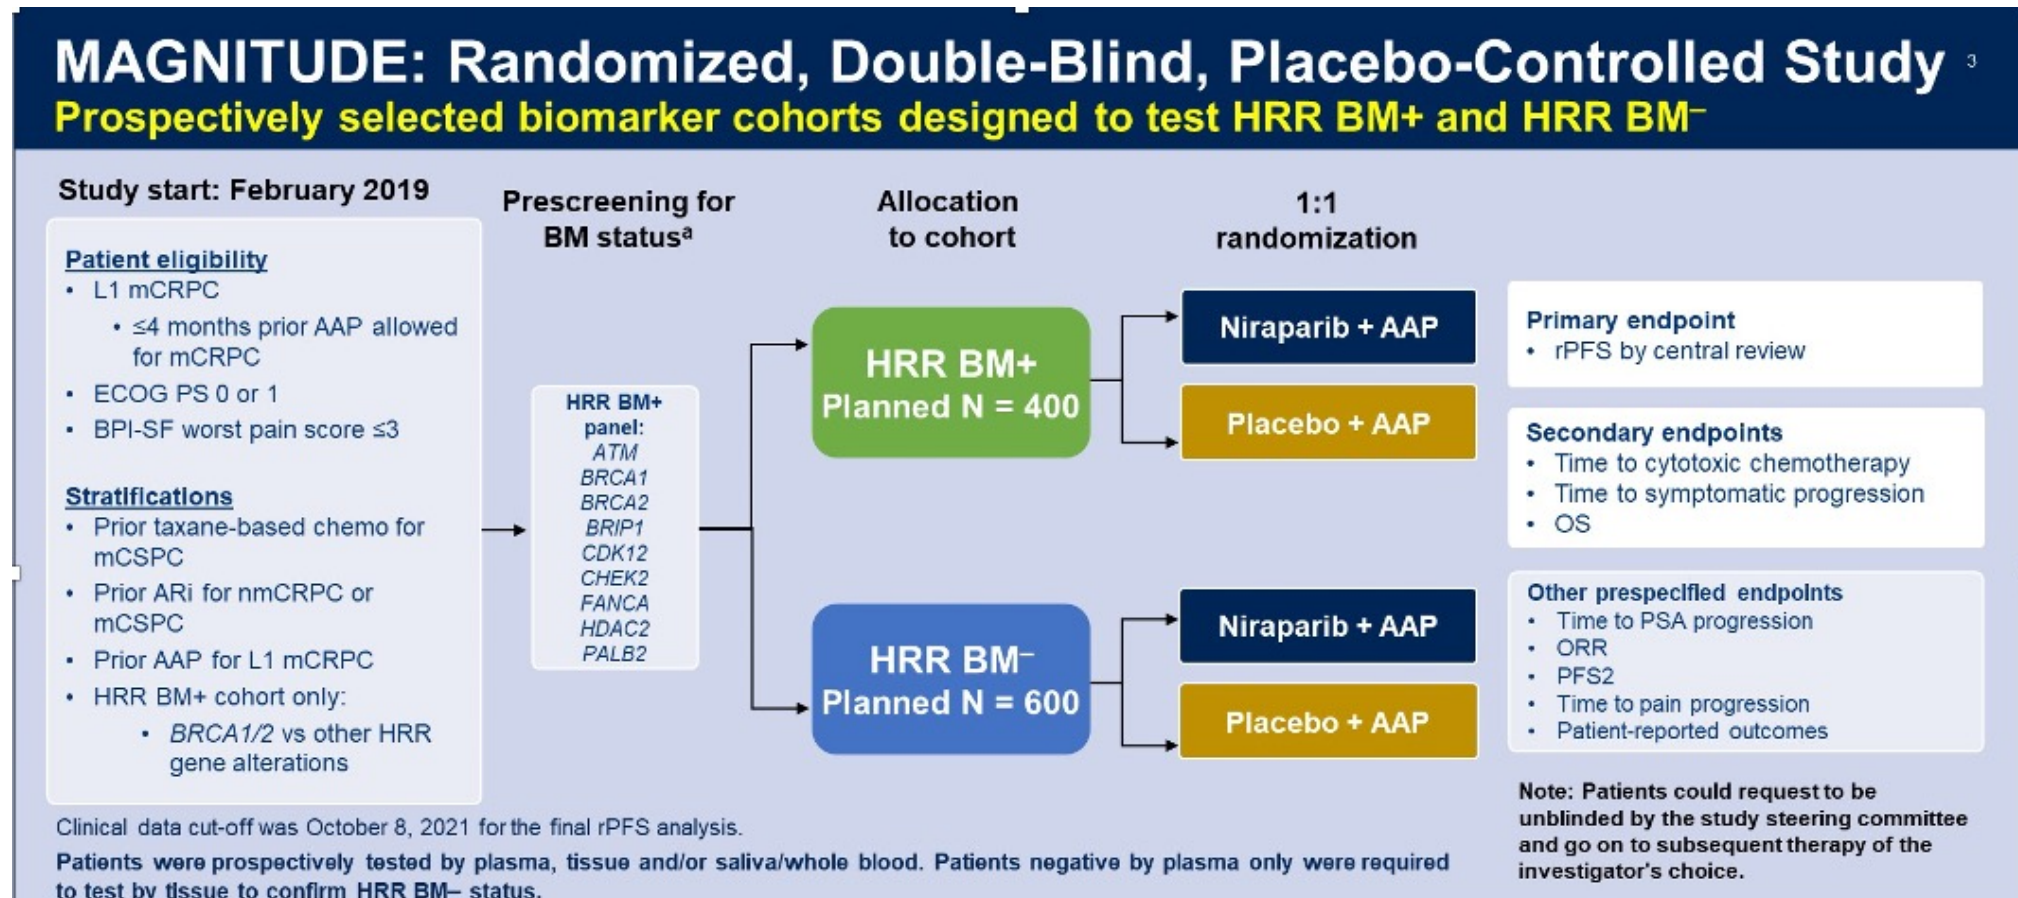 MAGNITUDE: Randomized, Double-Blind, Placebo-Controlled Study
3
Prospectively selected biomarker cohorts designed to test HRR BM+ and HRR BM–
Study start: February 2019
Patient eligibility
• L1 mCRPC
• ≤4 months prior AAP allowed
for mCRPC
• ECOG PS 0 or 1
• BPI-SF worst pain score ≤3
Stratifications
• Prior taxane-based chemo for
mCSPC
• Prior ARi for nmCRPC or
mCSPC
• Prior AAP for L1 mCRPC
• HRR BM+ cohort only:
• BRCA1/2 vs other HRR
gene alterations
Prescreening for
BM statusᵃ
HRR BM+
panel:
ATM
BRCA1
BRCA2
BRIP1
CDK12
CHEK2
FANCA
HDAC2
PALB2
Allocation
to cohort
HRR BM+
Planned N = 400
HRR BM–
Planned N = 600
1:1
randomization
Niraparib + AAP
Placebo + AAP
Niraparib + AAP
Placebo + AAP
Primary endpoint
• rPFS by central review
Secondary endpoints
• Time to cytotoxic chemotherapy
• Time to symptomatic progression
• OS
Other prespecified endpoints
• Time to PSA progression
• ORR
• PFS2
• Time to pain progression
• Patient-reported outcomes
Note: Patients could request to be
unblinded by the study steering committee
and go on to subsequent therapy of the
investigator's choice.
Clinical data cut-off was October 8, 2021 for the final rPFS analysis.
Patients were prospectively tested by plasma, tissue and/or saliva/whole blood. Patients negative by plasma only were required
to test by tissue to confirm HRR BM– status.